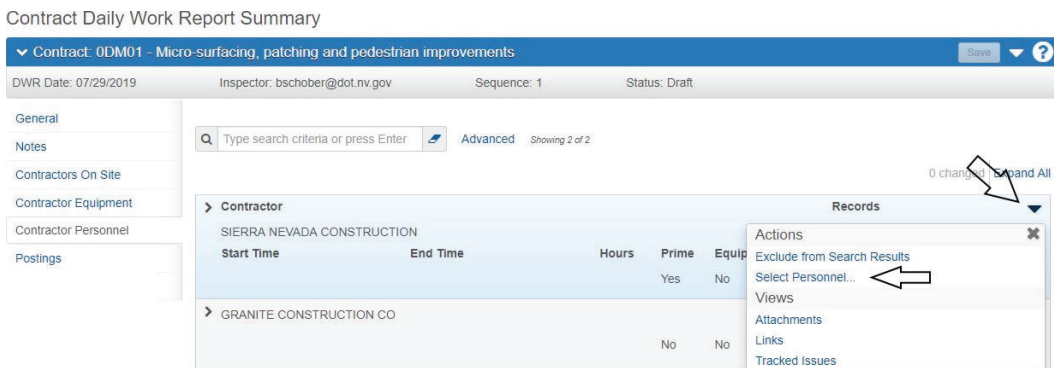 Contract Daily Work Report Summary
Contract: 0DM01 - Micro-surfacing, patching and pedestrian improvements Save ?
DWR Date: 07/29/2019 Inspector: bschober@dot.nv.gov Sequence: 1 Status: Draft
General
Notes
Contractors On Site
Contractor Equipment
Contractor Personnel
Postings
Type search criteria or press Enter Advanced Showing 2 of 2
0 changed Expand All
Contractor Records
SIERRA NEVADA CONSTRUCTION
Start Time End Time Hours Prime Equip
Yes No
GRANITE CONSTRUCTION CO
No No
Actions
Exclude from Search Results
Select Personnel...
Views
Attachments
Links
Tracked Issues